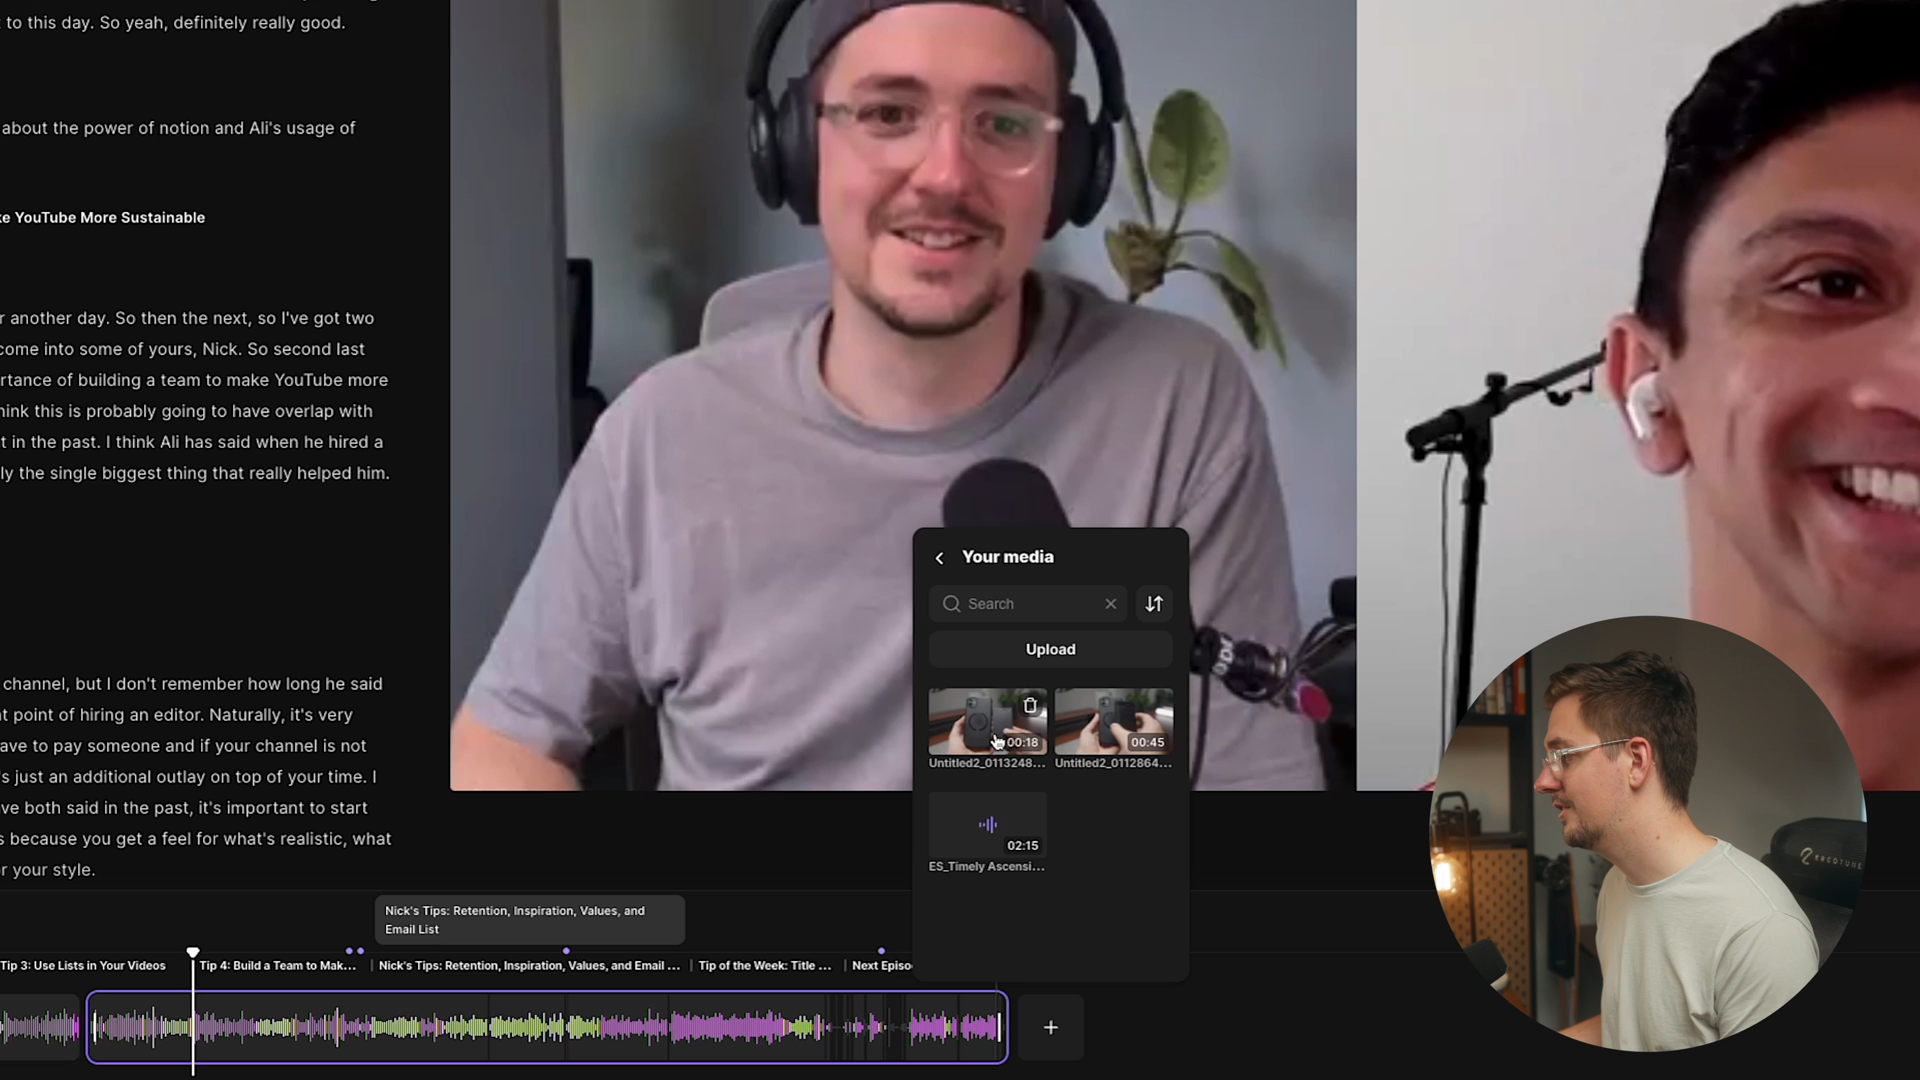 to this day. So yeah, definitely really good.
about the power of notion and Ali's usage of
ke YouTube More Sustainable
r another day. So then the next, so I've got two
come into some of yours, Nick. So second last
rtance of building a team to make YouTube more
hink this is probably going to have overlap with
t in the past. I think Ali has said when he hired a
ly the single biggest thing that really helped him.
channel, but I don't remember how long he said
t point of hiring an editor. Naturally, it's very
ave to pay someone and if your channel is not
's just an additional outlay on top of your time. I
ve both said in the past, it's important to start
s because you get a feel for what's realistic, what
r your style.
Your media
Search
Upload
00:18
00:45
Untitled2_0113248...
Untitled2_0112864...
02:15
ES_Timely Ascensi...
ERGOTUNE
Nick's Tips: Retention, Inspiration, Values, and
Email List
Tip 3: Use Lists in Your Videos
Tip 4: Build a Team to Mak...
Nick's Tips: Retention, Inspiration, Values, and Email ...
Tip of the Week: Title ...
Next Episo